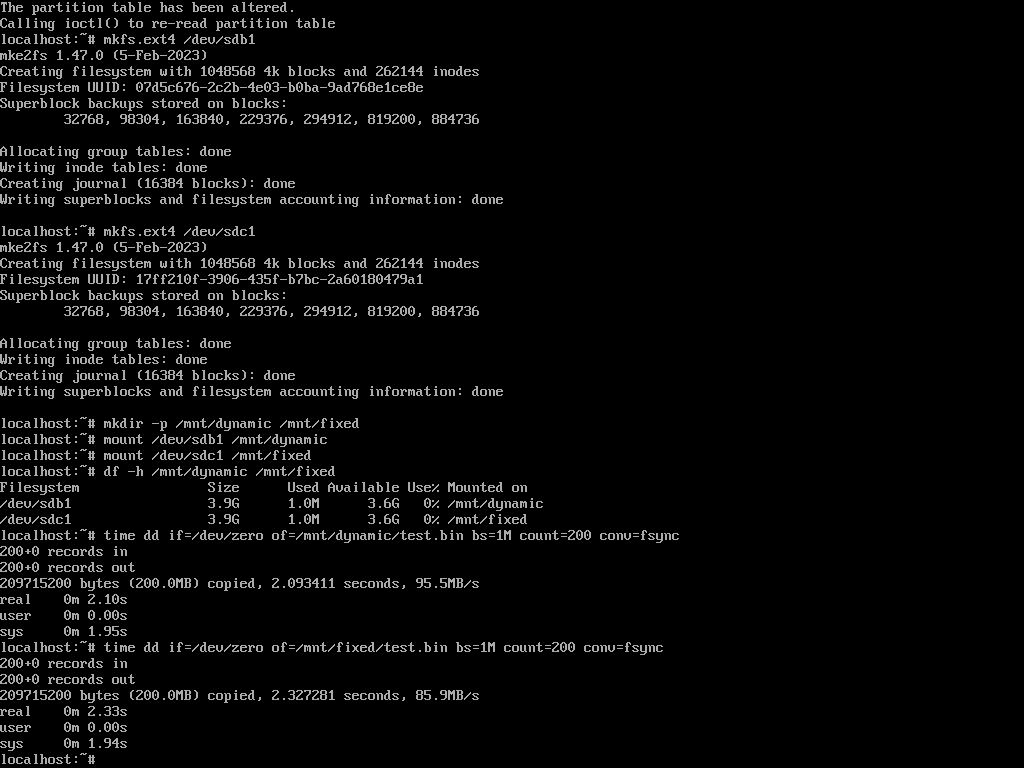 The partition table has been altered.
Calling ioctl() to re-read partition table
localhost:~# mkfs.ext4 /dev/sdb1
mke2fs 1.47.0 (5-Feb-2023)
Creating filesystem with 1048568 4k blocks and 262144 inodes
Filesystem UUID: 07d5c676-2c2b-4e03-b0ba-9ad768e1ce8e
Superblock backups stored on blocks:
        32768, 98304, 163840, 229376, 294912, 819200, 884736

Allocating group tables: done
Writing inode tables: done
Creating journal (16384 blocks): done
Writing superblocks and filesystem accounting information: done

localhost:~# mkfs.ext4 /dev/sdc1
mke2fs 1.47.0 (5-Feb-2023)
Creating filesystem with 1048568 4k blocks and 262144 inodes
Filesystem UUID: 17ff210f-3906-435f-b7bc-2a60180479a1
Superblock backups stored on blocks:
        32768, 98304, 163840, 229376, 294912, 819200, 884736

Allocating group tables: done
Writing inode tables: done
Creating journal (16384 blocks): done
Writing superblocks and filesystem accounting information: done

localhost:~# mkdir -p /mnt/dynamic /mnt/fixed
localhost:~# mount /dev/sdb1 /mnt/dynamic
localhost:~# mount /dev/sdc1 /mnt/fixed
localhost:~# df -h /mnt/dynamic /mnt/fixed
Filesystem                Size      Used Available Use% Mounted on
/dev/sdb1                 3.9G      1.0M      3.6G   0% /mnt/dynamic
/dev/sdc1                 3.9G      1.0M      3.6G   0% /mnt/fixed
localhost:~# time dd if=/dev/zero of=/mnt/dynamic/test.bin bs=1M count=200 conv=fsync
200+0 records in
200+0 records out
209715200 bytes (200.0MB) copied, 2.093411 seconds, 95.5MB/s
real    0m 2.10s
user    0m 0.00s
sys     0m 1.95s
localhost:~# time dd if=/dev/zero of=/mnt/fixed/test.bin bs=1M count=200 conv=fsync
200+0 records in
200+0 records out
209715200 bytes (200.0MB) copied, 2.327281 seconds, 85.9MB/s
real    0m 2.33s
user    0m 0.00s
sys     0m 1.94s
localhost:~#